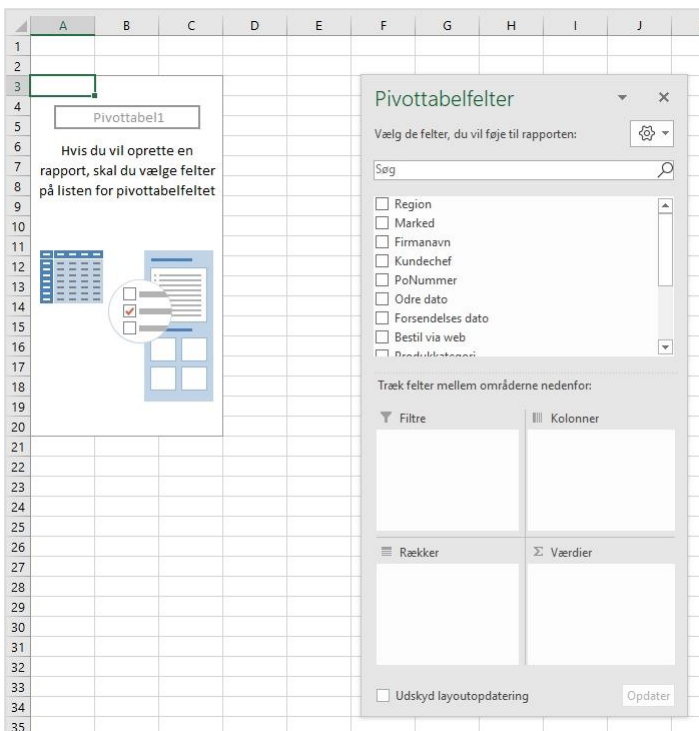 A B C D E F G H I J
1
2
3
4
5
6
7
8
9
10
11
12
13
14
15
16
17
18
19
20
21
22
23
24
25
26
27
28
29
30
31
32
33
34
35
Pivottabel1
Hvis du vil oprette en
rapport, skal du vælge felter
på listen for pivottabelfeltet
Pivottabelfelter
Vælg de felter, du vil føje til rapporten:
Søg
Region
Marked
Firmanavn
Kundechef
PoNummer
Odre dato
Forsendelses dato
Bestil via web
Produkkategori
Træk felter mellem områderne nedenfor:
Filtre
Kolonner
Rækker
Σ Værdier
Udskyd layoutopdatering
Opdater